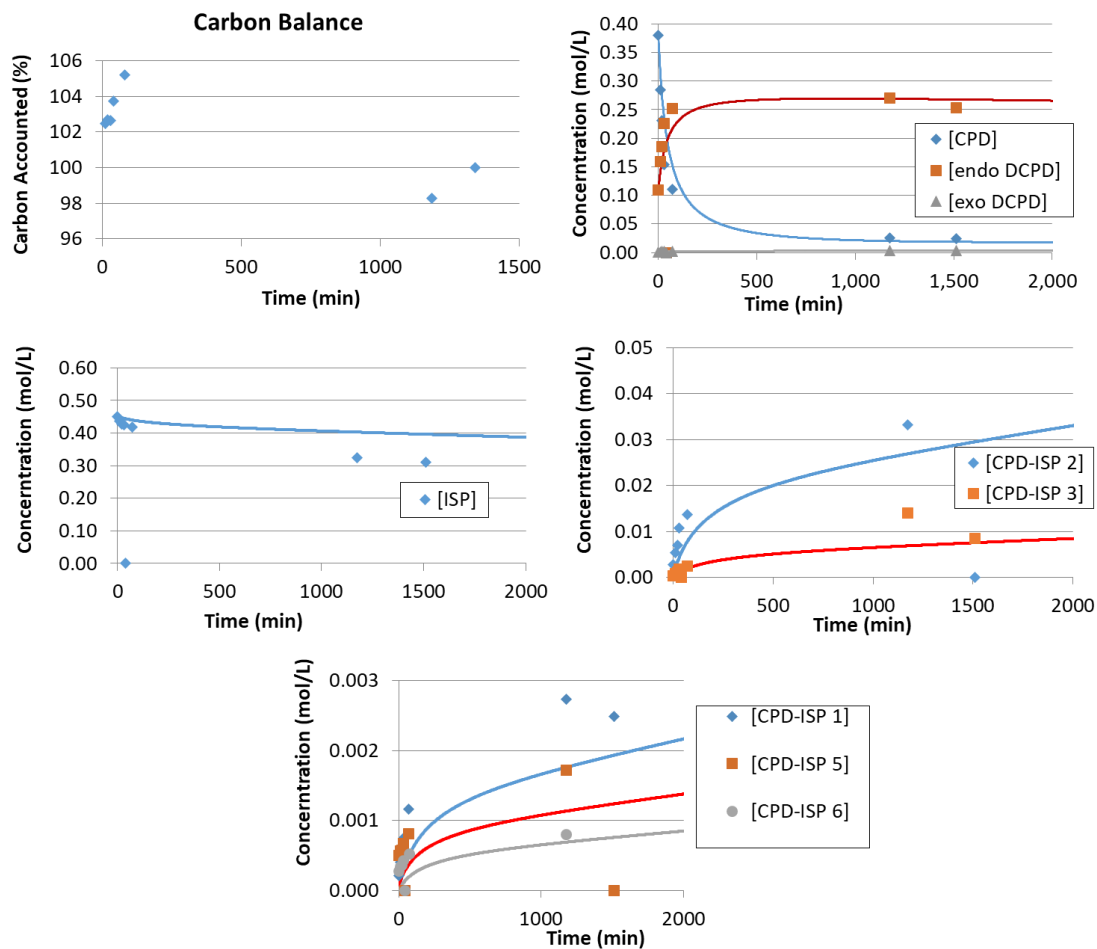 Carbon Balance
Carbon Accounted (%)
106
104
102
100
98
96
0
500
1000
1500
Time (min)
Concerntration (mol/L)
0.40
0.35
0.30
0.25
0.20
0.15
0.10
0.05
0.00
0
500
1,000
1,500
2,000
Time (min)
[CPD]
[endo DCPD]
[exo DCPD]
Concerntration (mol/L)
0.60
0.50
0.40
0.30
0.20
0.10
0.00
0
500
1000
1500
2000
Time (min)
[ISP]
Concerntration (mol/L)
0.05
0.04
0.03
0.02
0.01
0.00
0
500
1000
1500
2000
Time (min)
[CPD-ISP 2]
[CPD-ISP 3]
Concerntration (mol/L)
0.003
0.002
0.001
0.000
0
1000
2000
Time (min)
[CPD-ISP 1]
[CPD-ISP 5]
[CPD-ISP 6]